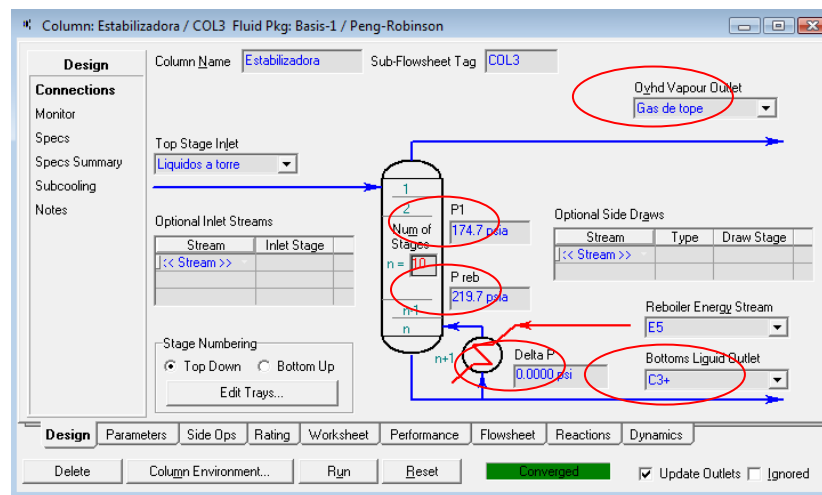 Column: Estabilizadora / COL3 Fluid Pkg: Basis-1 / Peng-Robinson
Design
Connections
Monitor
Specs
Specs Summary
Subcooling
Notes
Column Name Estabilizadora Sub-Flowsheet Tag COL3
Ovhd Vapour Outlet
Gas de tope
Top Stage Inlet
Liquidos a torre
1
2
Num of
Stages
n = 10
n-1
n
n+1
P1
174.7 psia
P reb
219.7 psia
Delta P
0.0000 psi
Optional Inlet Streams
Stream Inlet Stage
<< Stream >>
Optional Side Draws
Stream Type Draw Stage
<< Stream >>
Reboiler Energy Stream
E5
Bottoms Liquid Outlet
C3+
Stage Numbering
Top Down Bottom Up
Edit Trays...
Design Parameters Side Ops Rating Worksheet Performance Flowsheet Reactions Dynamics
Delete Column Environment... Run Reset Converged Update Outlets Ignored